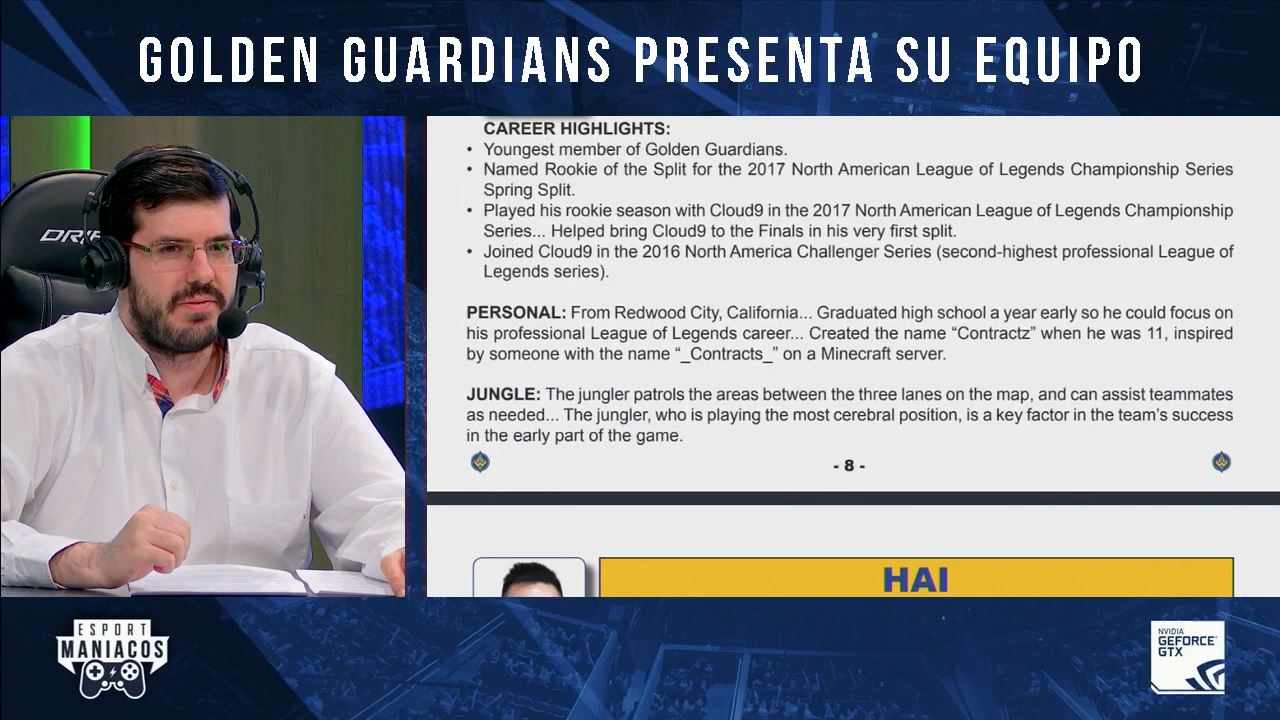 GOLDEN GUARDIANS PRESENTA SU EQUIPO
CAREER HIGHLIGHTS:
• Youngest member of Golden Guardians.
• Named Rookie of the Split for the 2017 North American League of Legends Championship Series
Spring Split.
• Played his rookie season with Cloud9 in the 2017 North American League of Legends Championship
Series... Helped bring Cloud9 to the Finals in his very first split.
• Joined Cloud9 in the 2016 North America Challenger Series (second-highest professional League of
Legends series).
PERSONAL: From Redwood City, California... Graduated high school a year early so he could focus on
his professional League of Legends career... Created the name “Contractz” when he was 11, inspired
by someone with the name “_Contracts_” on a Minecraft server.
JUNGLE: The jungler patrols the areas between the three lanes on the map, and can assist teammates
as needed... The jungler, who is playing the most cerebral position, is a key factor in the team’s success
in the early part of the game.
- 8 -
HAI
ESPORT
MANIACOS
NVIDIA
GEFORCE
GTX